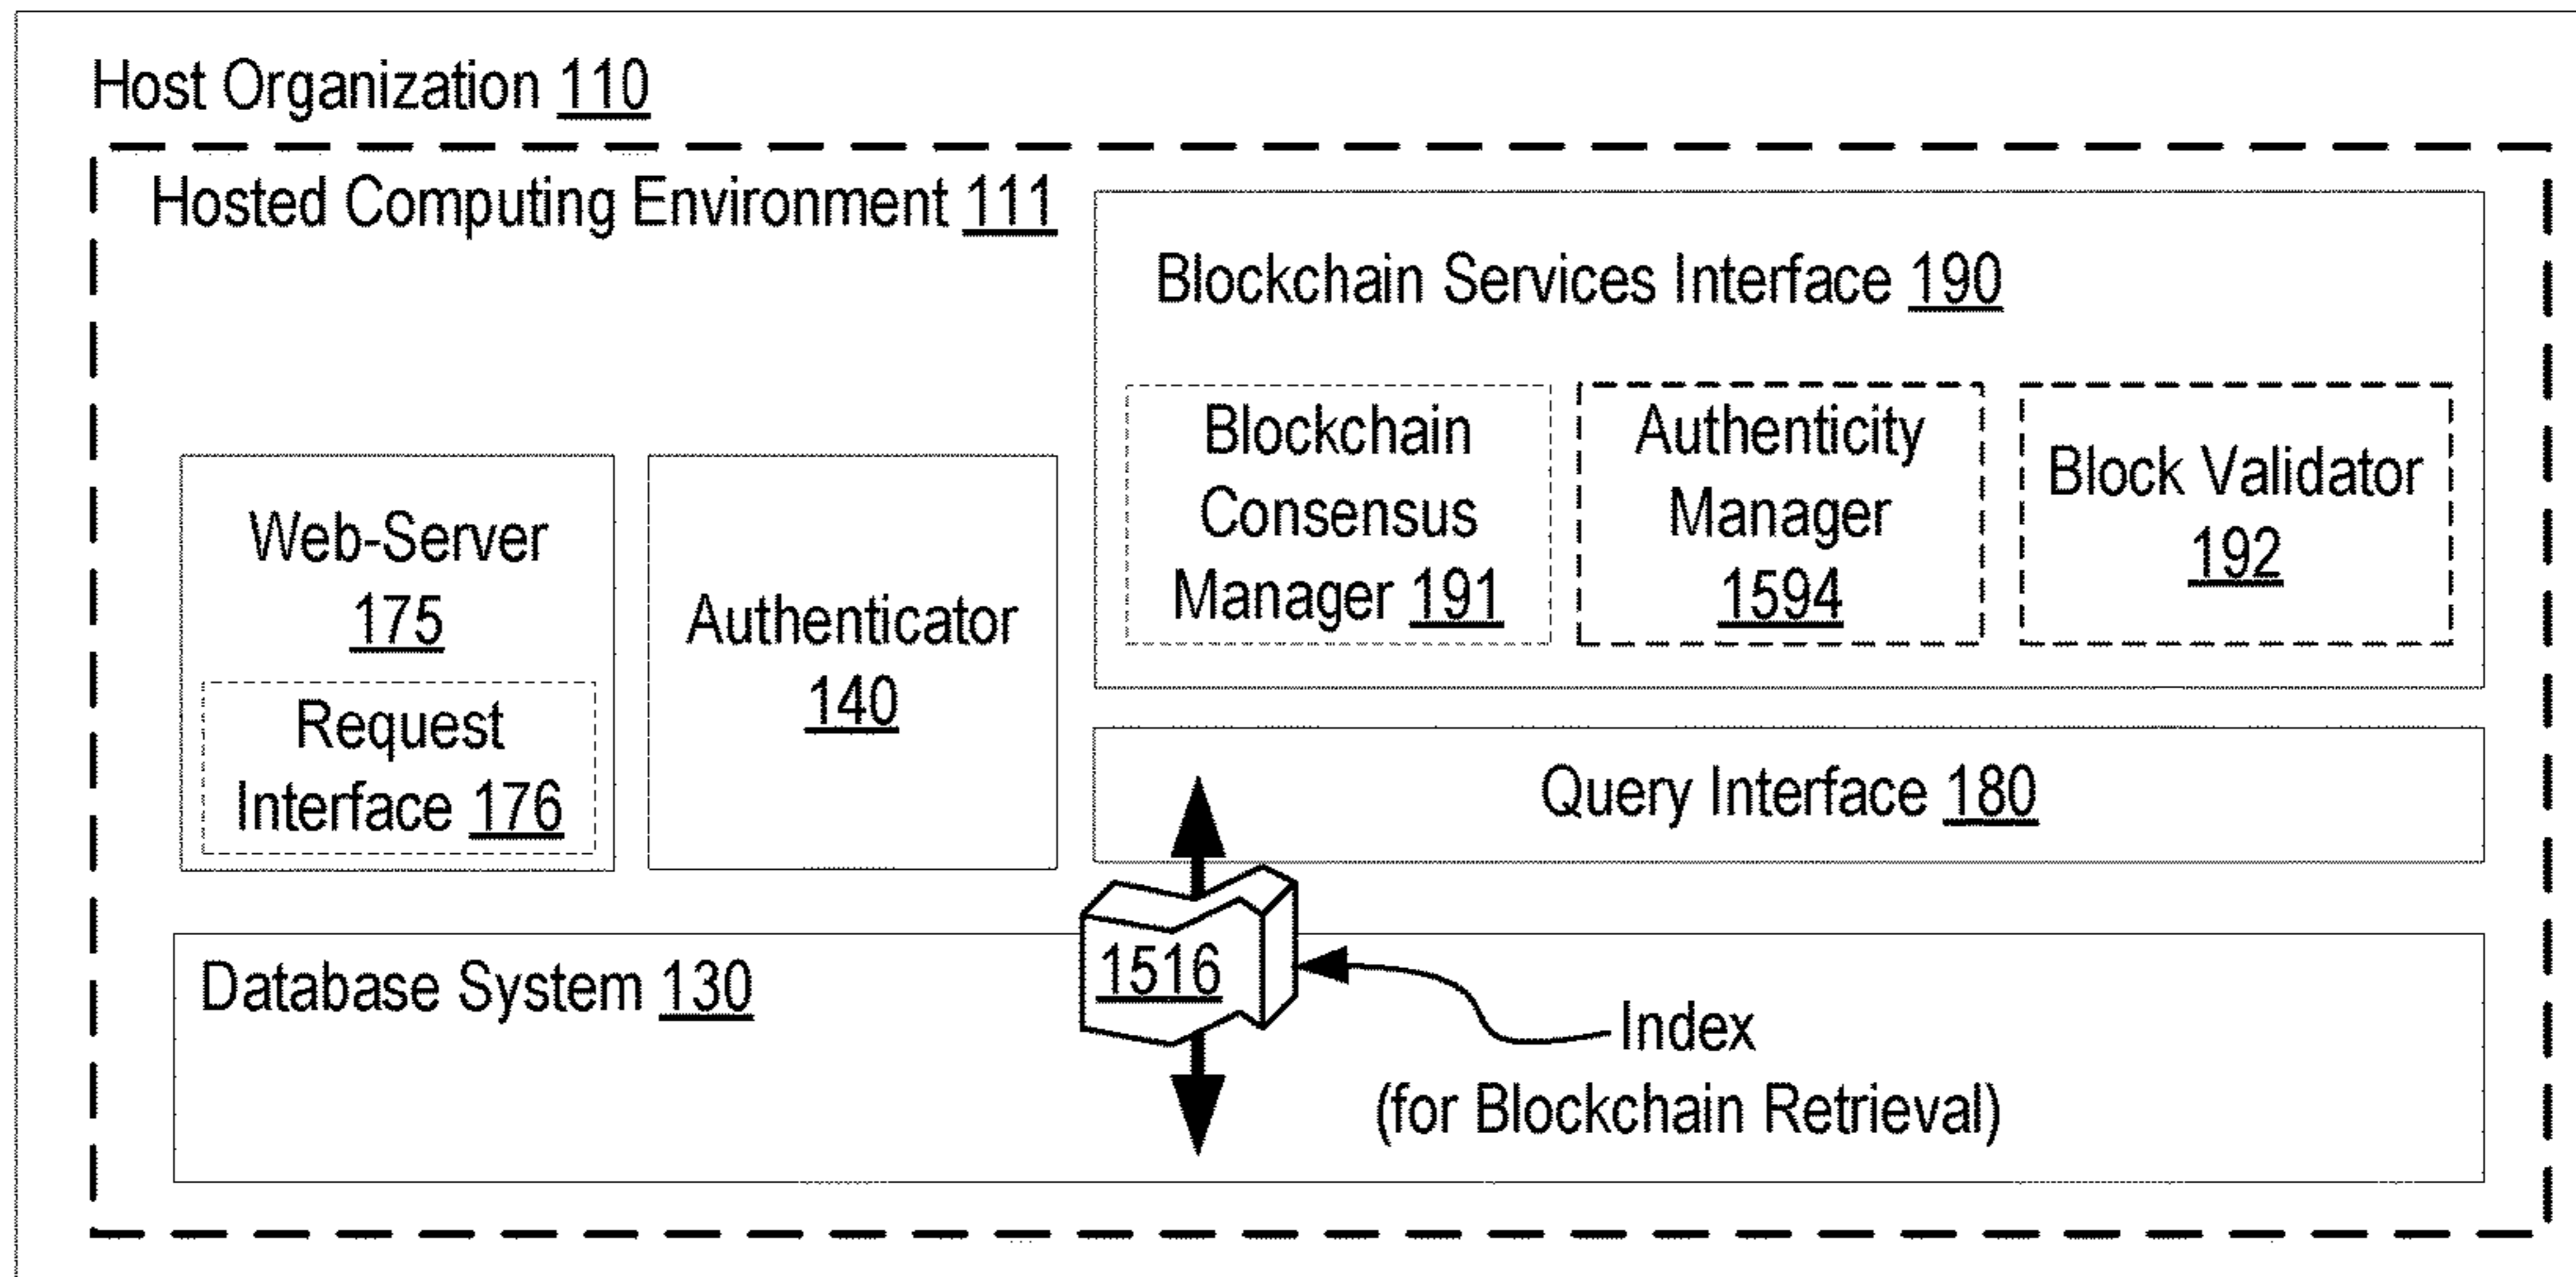 Host Organization 110
Hosted Computing Environment 111
Blockchain Services Interface 190
Blockchain
Consensus
Manager 191
Authenticity
Manager
1594
Block Validator
192
Web-Server
175
Request
Interface 176
Authenticator
140
Query Interface 180
Database System 130
1516
Index
(for Blockchain Retrieval)